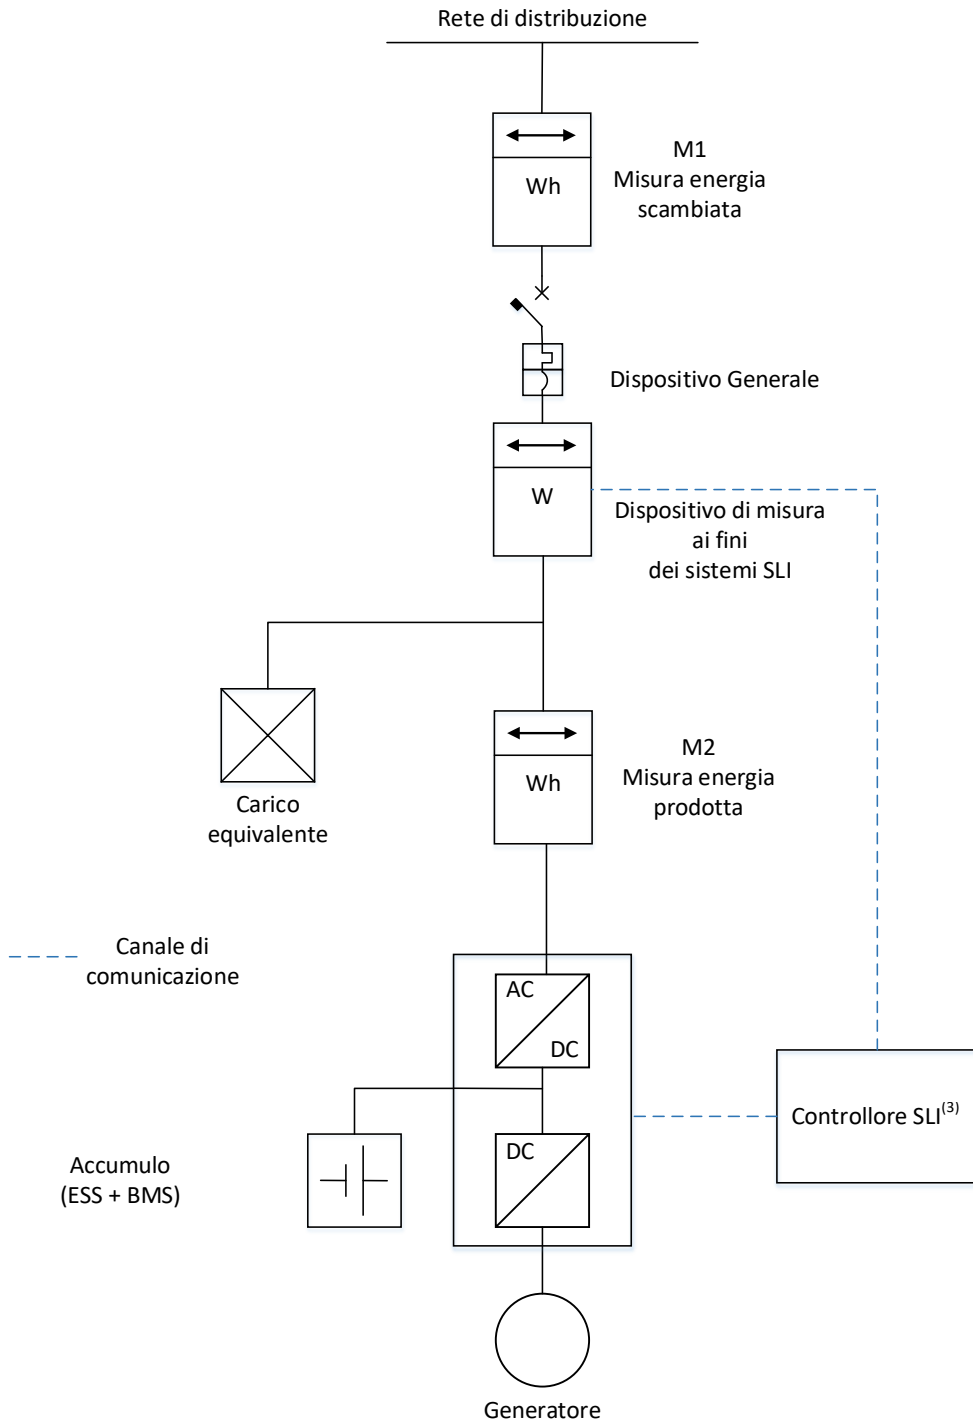 Rete di distribuzione
M1
Misura energia
scambiata
Wh
Dispositivo Generale
W
Dispositivo di misura
ai fini
dei sistemi SLI
M2
Misura energia
prodotta
Wh
Carico
equivalente
Canale di
comunicazione
AC
DC
Controllore SLI(3)
DC
Accumulo
(ESS + BMS)
Generatore